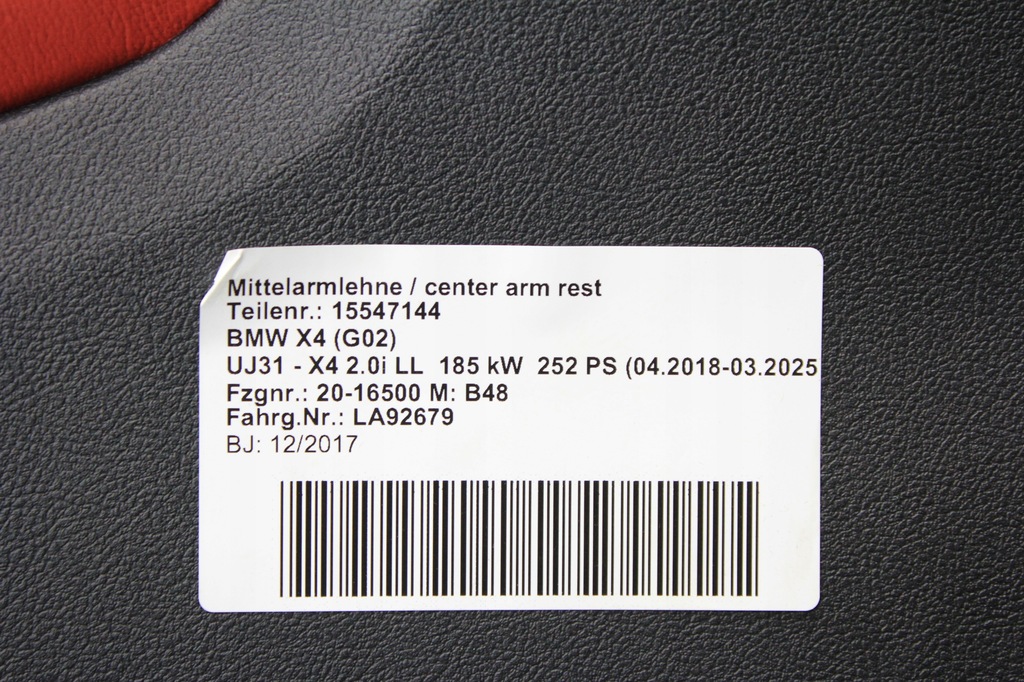 Mittelarmlehne / center arm rest
Teilenr.: 15547144
BMW X4 (G02)
UJ31 - X4 2.0i LL 185 kW 252 PS (04.2018-03.2025
Fzgnr.: 20-16500 M: B48
Fahrg.Nr.: LA92679
BJ: 12/2017